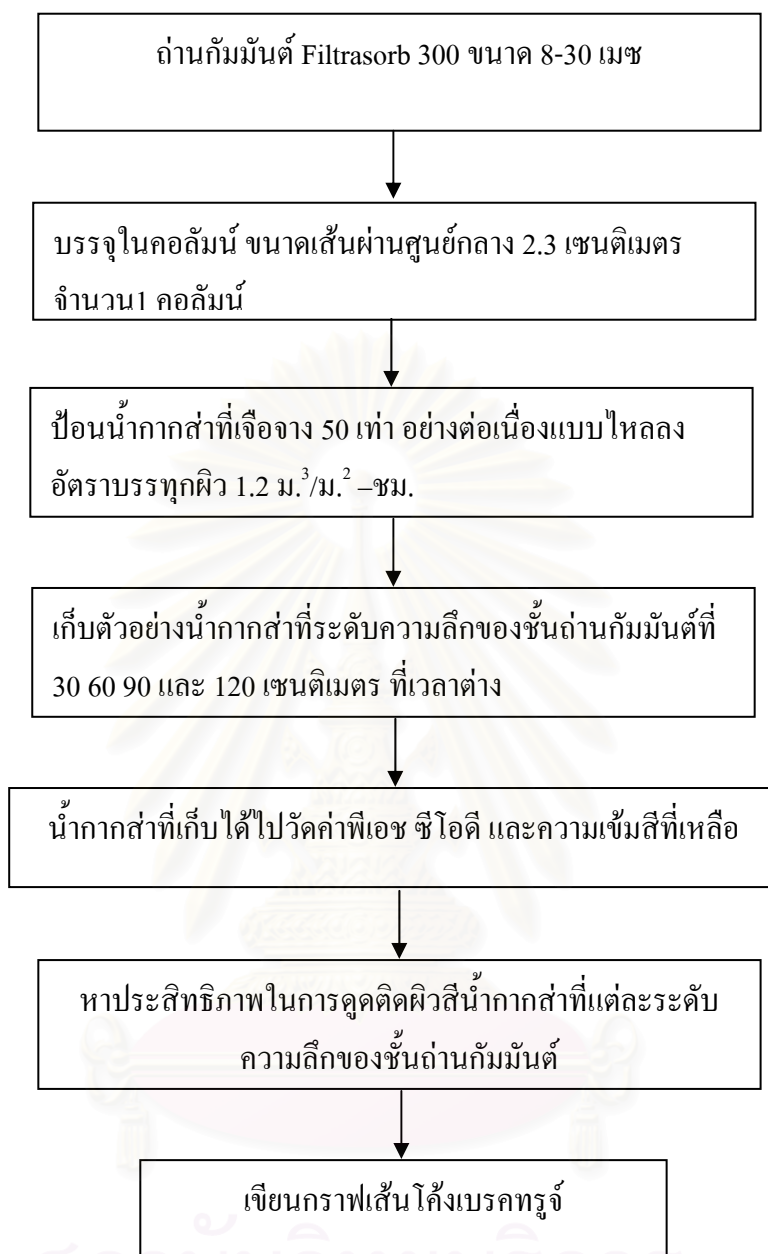 ถ่านกัมมันต์ Filtrasorb 300 ขนาด 8-30 เมซ
บรรจุในคอลัมน์ ขนาดเส้นผ่านศูนย์กลาง 2.3 เซนติเมตร
จำนวน1 คอลัมน์
ป้อนน้ำกากส่าที่เจือจาง 50 เท่า อย่างต่อเนื่องแบบไหลลง
อัตราบรรทุกผิว 1.2 ม.³/ม.² –ชม.
เก็บตัวอย่างน้ำกากส่าที่ระดับความลึกของชั้นถ่านกัมมันต์ที่
30 60 90 และ 120 เซนติเมตร ที่เวลาต่าง
น้ำกากส่าที่เก็บได้ไปวัดค่าพีเอช ซีโอดี และความเข้มสีที่เหลือ
หาประสิทธิภาพในการดูดติดผิวสีน้ำกากส่าที่แต่ละระดับ
ความลึกของชั้นถ่านกัมมันต์
เขียนกราฟเส้นโค้งเบรคทรูจ์